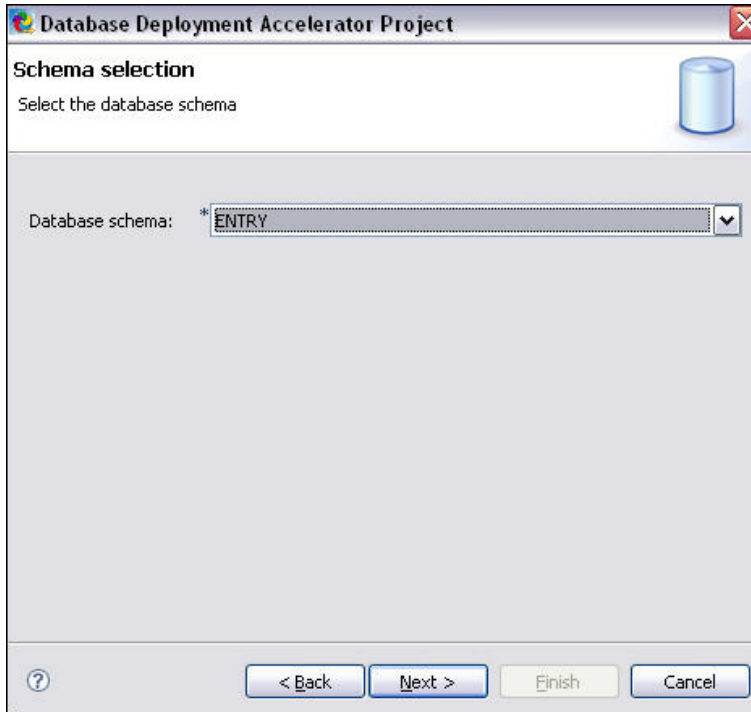 Database Deployment Accelerator Project
Schema selection
Select the database schema
Database schema: * ENTRY
< Back Next > Finish Cancel